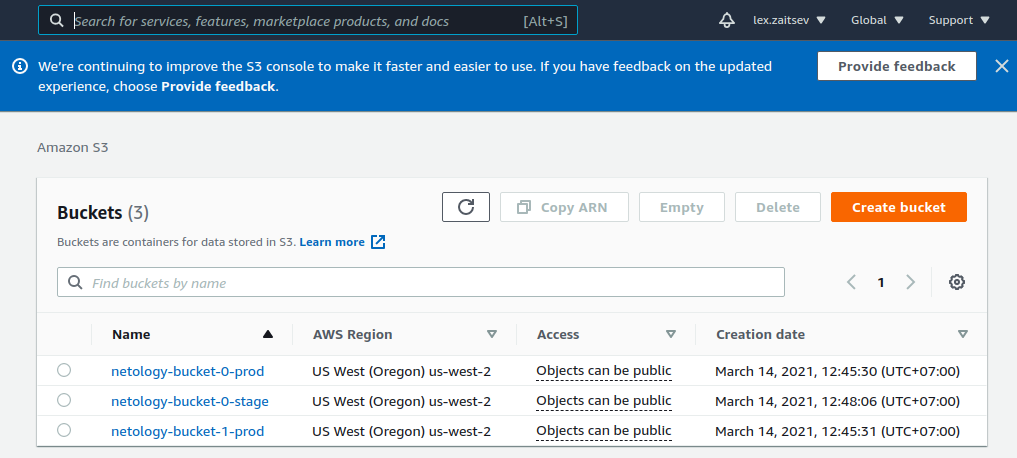 Search for services, features, marketplace products, and docs [Alt+S] lex.zaitsev Global Support
We're continuing to improve the S3 console to make it faster and easier to use. If you have feedback on the updated
experience, choose Provide feedback.
Provide feedback
Amazon S3
Buckets (3) Copy ARN Empty Delete Create bucket
Buckets are containers for data stored in S3. Learn more
Find buckets by name 1
Name AWS Region Access Creation date
netology-bucket-0-prod US West (Oregon) us-west-2 Objects can be public March 14, 2021, 12:45:30 (UTC+07:00)
netology-bucket-0-stage US West (Oregon) us-west-2 Objects can be public March 14, 2021, 12:48:06 (UTC+07:00)
netology-bucket-1-prod US West (Oregon) us-west-2 Objects can be public March 14, 2021, 12:45:31 (UTC+07:00)